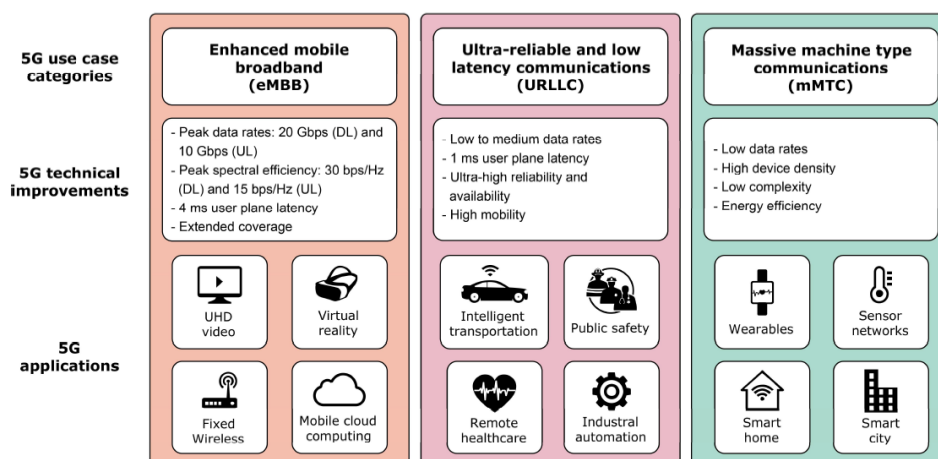 5G use case
categories
Enhanced mobile
broadband
(eMBB)
Ultra-reliable and low
latency communications
(URLLC)
Massive machine type
communications
(mMTC)
5G technical
improvements
- Peak data rates: 20 Gbps (DL) and
10 Gbps (UL)
- Peak spectral efficiency: 30 bps/Hz
(DL) and 15 bps/Hz (UL)
- 4 ms user plane latency
- Extended coverage
- Low to medium data rates
- 1 ms user plane latency
- Ultra-high reliability and
availability
- High mobility
- Low data rates
- High device density
- Low complexity
- Energy efficiency
5G
applications
UHD
video
Virtual
reality
Intelligent
transportation
Public safety
Wearables
Sensor
networks
Fixed
Wireless
Mobile cloud
computing
Remote
healthcare
Industral
automation
Smart
home
Smart
city